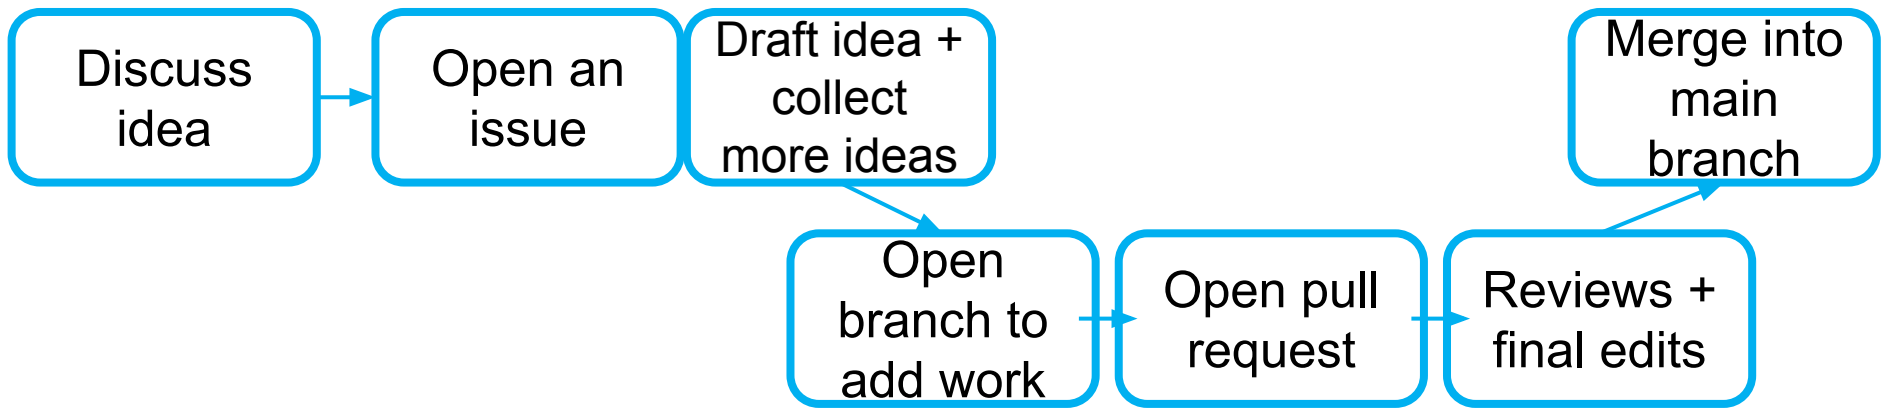 Discuss
idea
Open an
issue
Draft idea +
collect
more ideas
Open
branch to
add work
Open pull
request
Reviews +
final edits
Merge into
main
branch